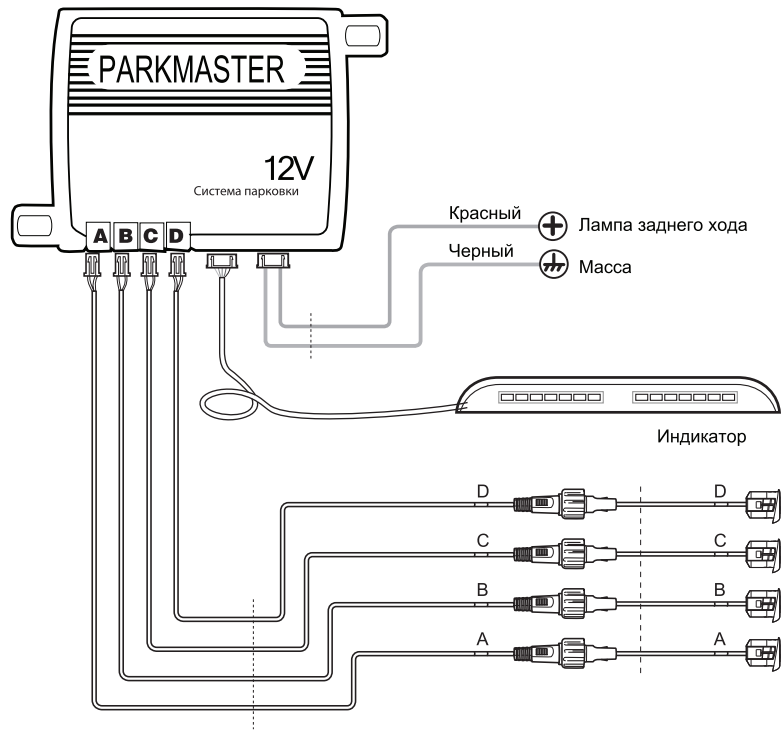 PARKMASTER
12V
Система парковки
A B C D
Красный
Лампа заднего хода
Черный
Масса
Индикатор
D D
C C
B B
A A